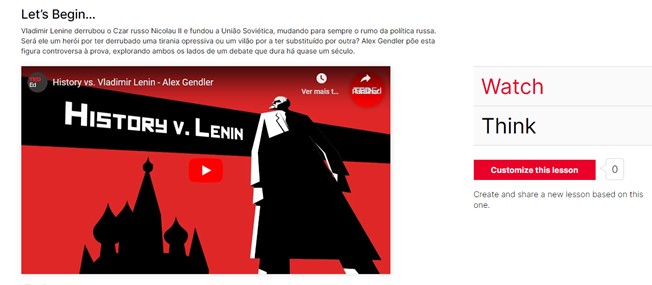 Let's Begin...
Vladimir Lenine derrubou o Czar russo Nicolau II e fundou a União Soviética, mudando para sempre o rumo da política russa.
Será ele um herói por ter derrubado uma tirania opressiva ou um vilão por a ter substituído por outra? Alex Gendler põe esta
figura controversa à prova, explorando ambos os lados de um debate que dura há quase um século.
TED
Ed
History vs. Vladimir Lenin - Alex Gendler
Ver mais t...
HISTORY V. LENIN
Watch
Think
Customize this lesson
0
Create and share a new lesson based on this
one.